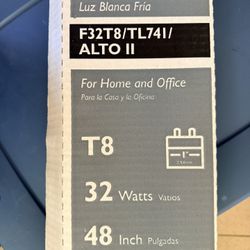 Luz Blanca Fría
F32T8/TL741/
ALTO II
For Home and Office
Para la Casa y la Oficina
T8
1"
32 Watts Vatios
48 Inch Pulgadas